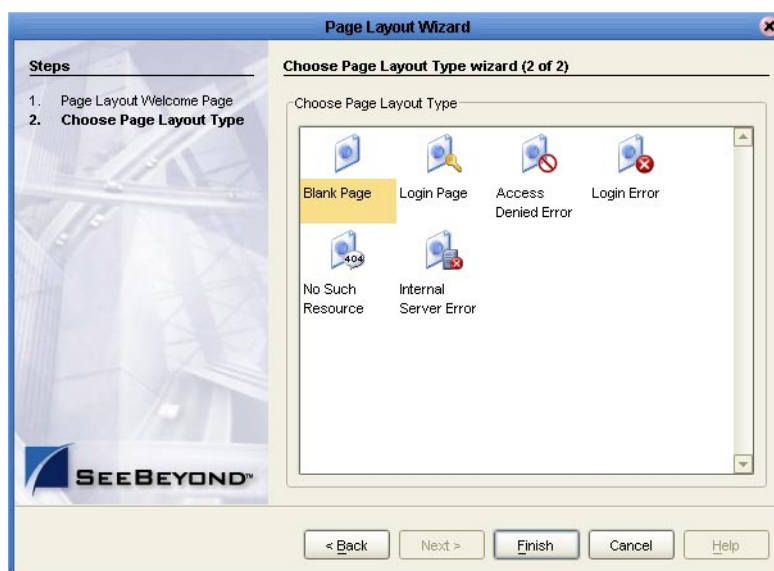 Page Layout Wizard
Steps
1. Page Layout Welcome Page
2. Choose Page Layout Type
Choose Page Layout Type wizard (2 of 2)
Choose Page Layout Type
Blank Page
Login Page
Access
Denied Error
Login Error
404
No Such
Resource
Internal
Server Error
SEEBEYOND™
< Back
Next >
Finish
Cancel
Help